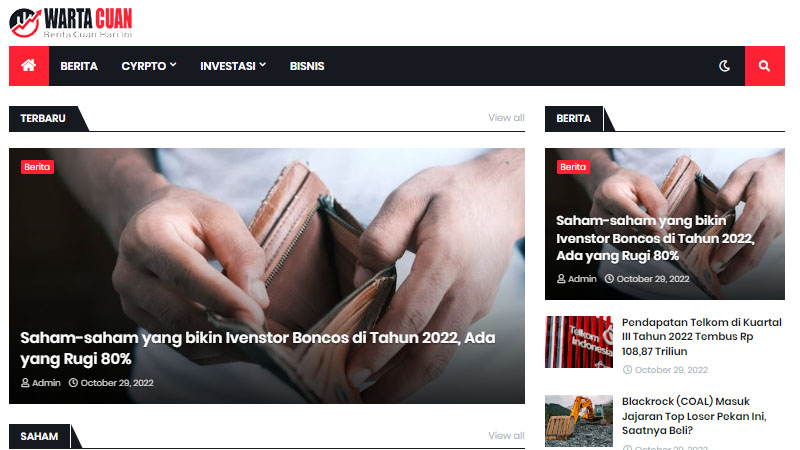 WARTA CUAN
Berita Cuan Hari Ini
BERITA CYRPTO INVESTASI BISNIS
TERBARU View all
Berita
Saham-saham yang bikin Ivenstor Boncos di Tahun 2022, Ada
yang Rugi 80%
Admin October 29, 2022
SAHAM View all
BERITA
Berita
Saham-saham yang bikin
Ivenstor Boncos di Tahun 2022,
Ada yang Rugi 80%
Admin October 29, 2022
Telkom
Indonesia
Pendapatan Telkom di Kuartal
III Tahun 2022 Tembus Rp
108,87 Triliun
October 29, 2022
Blackrock (COAL) Masuk
Jajaran Top Loser Pekan Ini,
Saatnya Beli?
October 29, 2022